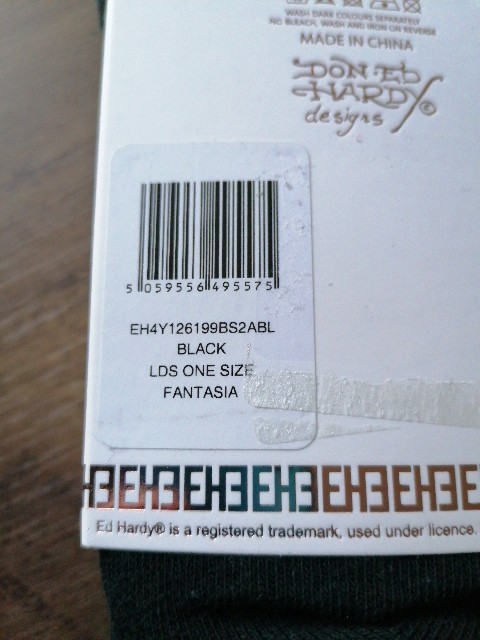 WASH DARK COLOURS SEPARATELY
NO BLEACH, WASH AND IRON ON REVERSE
MADE IN CHINA
DON ED
HARDY©
designs
5 059556 495575
EH4Y126199BS2ABL
BLACK
LDS ONE SIZE
FANTASIA
EH3EH3EH3EH3EH3E
Ed Hardy® is a registered trademark, used under licence.